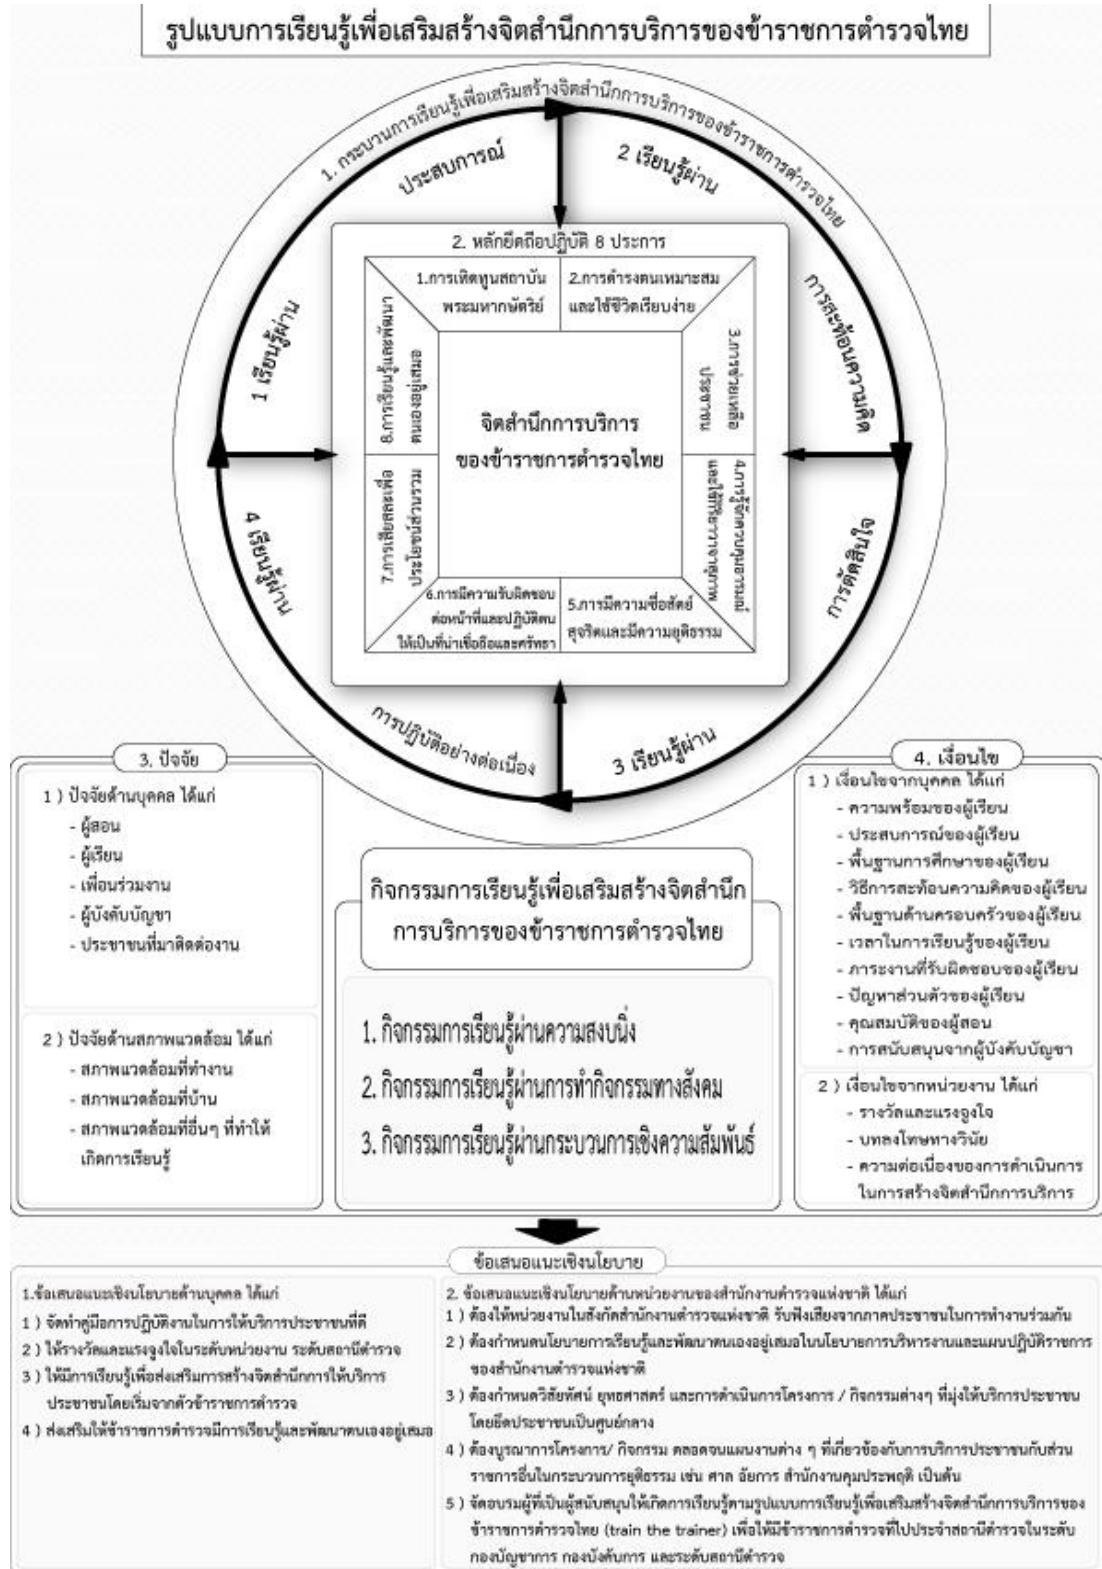 รูปแบบการเรียนรู้เพื่อเสริมสร้างจิตสำนึกการบริการของข้าราชการตำรวจไทย
1. กระบวนการเรียนรู้เพื่อเสริมสร้างจิตสำนึกการบริการของข้าราชการตำรวจไทย
1 เรียนรู้ผ่าน
ประสบการณ์
2 เรียนรู้ผ่าน
การสะท้อนความคิด
3 เรียนรู้ผ่าน
การตัดสินใจ
4 เรียนรู้ผ่าน
การปฏิบัติอย่างต่อเนื่อง
2. หลักยึดถือปฏิบัติ 8 ประการ
1.การเทิดทูนสถาบัน
พระมหากษัตริย์
2.การดำรงตนเหมาะสม
และใช้ชีวิตเรียบง่าย
3.การช่วยเหลือ
ประชาชน
4.การรู้จักควบคุมอารมณ์
และใช้กิริยาวาจาสุภาพ
5.การมีความซื่อสัตย์
สุจริตและมีความยุติธรรม
6.การมีความรับผิดชอบ
ต่อหน้าที่และปฏิบัติตน
ให้เป็นที่น่าเชื่อถือและศรัทธา
7.การเสียสละเพื่อ
ประโยชน์ส่วนรวม
8.การเรียนรู้และพัฒนา
ตนเองอยู่เสมอ
จิตสำนึกการบริการ
ของข้าราชการตำรวจไทย
3. ปัจจัย
1 ) ปัจจัยด้านบุคคล ได้แก่
- ผู้สอน
- ผู้เรียน
- เพื่อนร่วมงาน
- ผู้บังคับบัญชา
- ประชาชนที่มาติดต่องาน
2 ) ปัจจัยด้านสภาพแวดล้อม ได้แก่
- สภาพแวดล้อมที่ทำงาน
- สภาพแวดล้อมที่บ้าน
- สภาพแวดล้อมที่อื่นๆ ที่ทำให้
เกิดการเรียนรู้
กิจกรรมการเรียนรู้เพื่อเสริมสร้างจิตสำนึก
การบริการของข้าราชการตำรวจไทย
1. กิจกรรมการเรียนรู้ผ่านความสงบนิ่ง
2. กิจกรรมการเรียนรู้ผ่านการทำกิจกรรมทางสังคม
3. กิจกรรมการเรียนรู้ผ่านกระบวนการเชิงความสัมพันธ์
4. เงื่อนไข
1 ) เงื่อนไขจากบุคคล ได้แก่
- ความพร้อมของผู้เรียน
- ประสบการณ์ของผู้เรียน
- พื้นฐานการศึกษาของผู้เรียน
- วิธีการสะท้อนความคิดของผู้เรียน
- พื้นฐานด้านครอบครัวของผู้เรียน
- เวลาในการเรียนรู้ของผู้เรียน
- ภาระงานที่รับผิดชอบของผู้เรียน
- ปัญหาส่วนตัวของผู้เรียน
- คุณสมบัติของผู้สอน
- การสนับสนุนจากผู้บังคับบัญชา
2 ) เงื่อนไขจากหน่วยงาน ได้แก่
- รางวัลและแรงจูงใจ
- บทลงโทษทางวินัย
- ความต่อเนื่องของการดำเนินการ
ในการสร้างจิตสำนึกการบริการ
ข้อเสนอแนะเชิงนโยบาย
1.ข้อเสนอแนะเชิงนโยบายด้านบุคคล ได้แก่
1 ) จัดทำคู่มือการปฏิบัติงานในการให้บริการประชาชนที่ดี
2 ) ให้รางวัลและแรงจูงใจในระดับหน่วยงาน ระดับสถานีตำรวจ
3 ) ให้มีการเรียนรู้เพื่อส่งเสริมการสร้างจิตสำนึกการให้บริการ
ประชาชนโดยเริ่มจากตัวข้าราชการตำรวจ
4 ) ส่งเสริมให้ข้าราชการตำรวจมีการเรียนรู้และพัฒนาตนเองอยู่เสมอ
2. ข้อเสนอแนะเชิงนโยบายด้านหน่วยงานของสำนักงานตำรวจแห่งชาติ ได้แก่
1 ) ต้องให้หน่วยงานในสังกัดสำนักงานตำรวจแห่งชาติ รับฟังเสียงจากภาคประชาชนในการทำงานร่วมกัน
2 ) ต้องกำหนดนโยบายการเรียนรู้และพัฒนาตนเองอยู่เสมอในนโยบายการบริหารงานและแผนปฏิบัติราชการ
ของสำนักงานตำรวจแห่งชาติ
3 ) ต้องกำหนดวิสัยทัศน์ ยุทธศาสตร์ และการดำเนินการโครงการ / กิจกรรมต่างๆ ที่มุ่งให้บริการประชาชน
โดยยึดประชาชนเป็นศูนย์กลาง
4 ) ต้องบูรณาการโครงการ/ กิจกรรม ตลอดจนแผนงานต่าง ๆ ที่เกี่ยวข้องกับการบริการประชาชนกับส่วน
ราชการอื่นในกระบวนการยุติธรรม เช่น ศาล อัยการ สำนักงานคุมประพฤติ เป็นต้น
5 ) จัดอบรมผู้ที่เป็นผู้สนับสนุนให้เกิดการเรียนรู้ตามรูปแบบการเรียนรู้เพื่อเสริมสร้างจิตสำนึกการบริการของ
ข้าราชการตำรวจไทย (train the trainer) เพื่อให้มีข้าราชการตำรวจที่ไปประจำสถานีตำรวจในระดับ
กองบัญชาการ กองบังคับการ และระดับสถานีตำรวจ